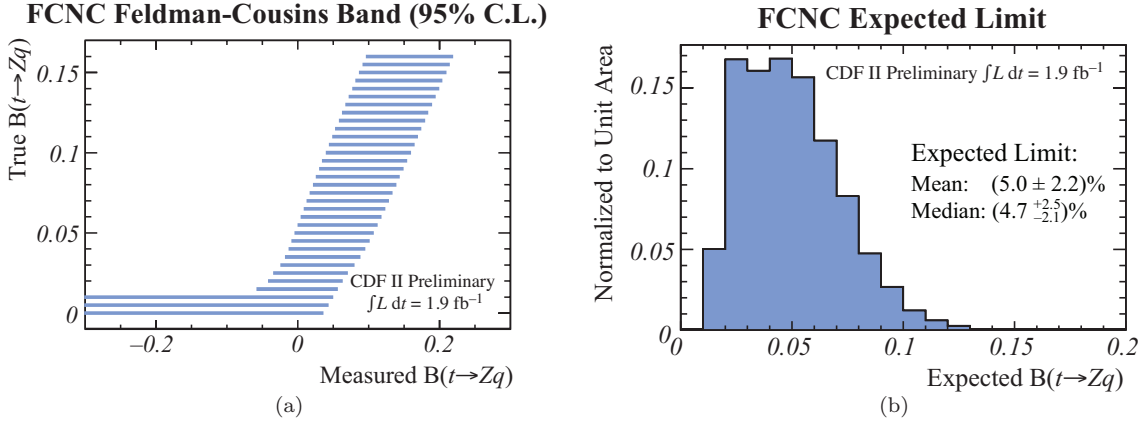 FCNC Feldman-Cousins Band (95% C.L.)
True B(t→Zq)
0.15
0.1
0.05
0
−0.2
0
0.2
CDF II Preliminary
∫L dt = 1.9 fb⁻¹
Measured B(t→Zq)
(a)
FCNC Expected Limit
Normalized to Unit Area
0.15
0.1
0.05
0
0
0.05
0.1
0.15
0.2
CDF II Preliminary ∫L dt = 1.9 fb⁻¹
Expected Limit:
Mean: (5.0 ± 2.2)%
Median: (4.7 +2.5 −2.1)%
Expected B(t→Zq)
(b)